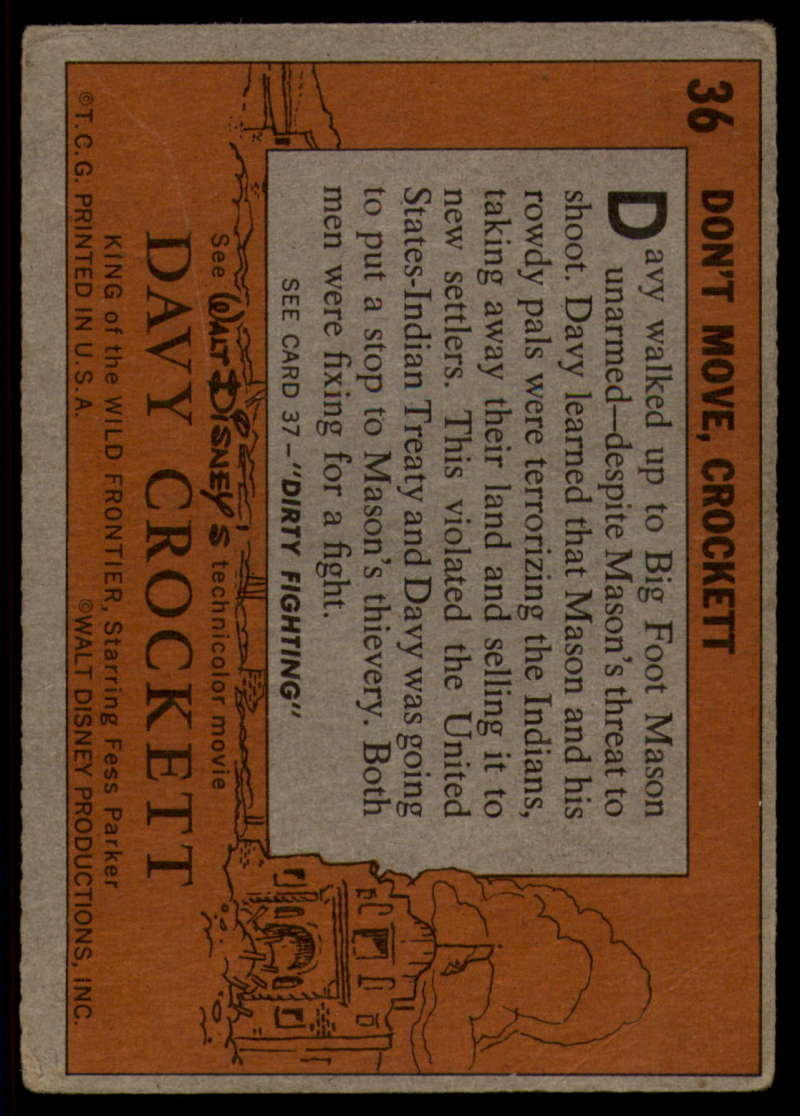 36 DON'T MOVE, CROCKETT
Davy walked up to Big Foot Mason
unarmed—despite Mason's threat to
shoot. Davy learned that Mason and his
rowdy pals were terrorizing the Indians,
taking away their land and selling it to
new settlers. This violated the United
States-Indian Treaty and Davy was going
to put a stop to Mason's thievery. Both
men were fixing for a fight.
SEE CARD 37—"DIRTY FIGHTING"
See WALT DISNEY'S technicolor movie
DAVY CROCKETT
KING of the WILD FRONTIER, Starring Fess Parker
©T.C.G. PRINTED IN U.S.A. ©WALT DISNEY PRODUCTIONS, INC.